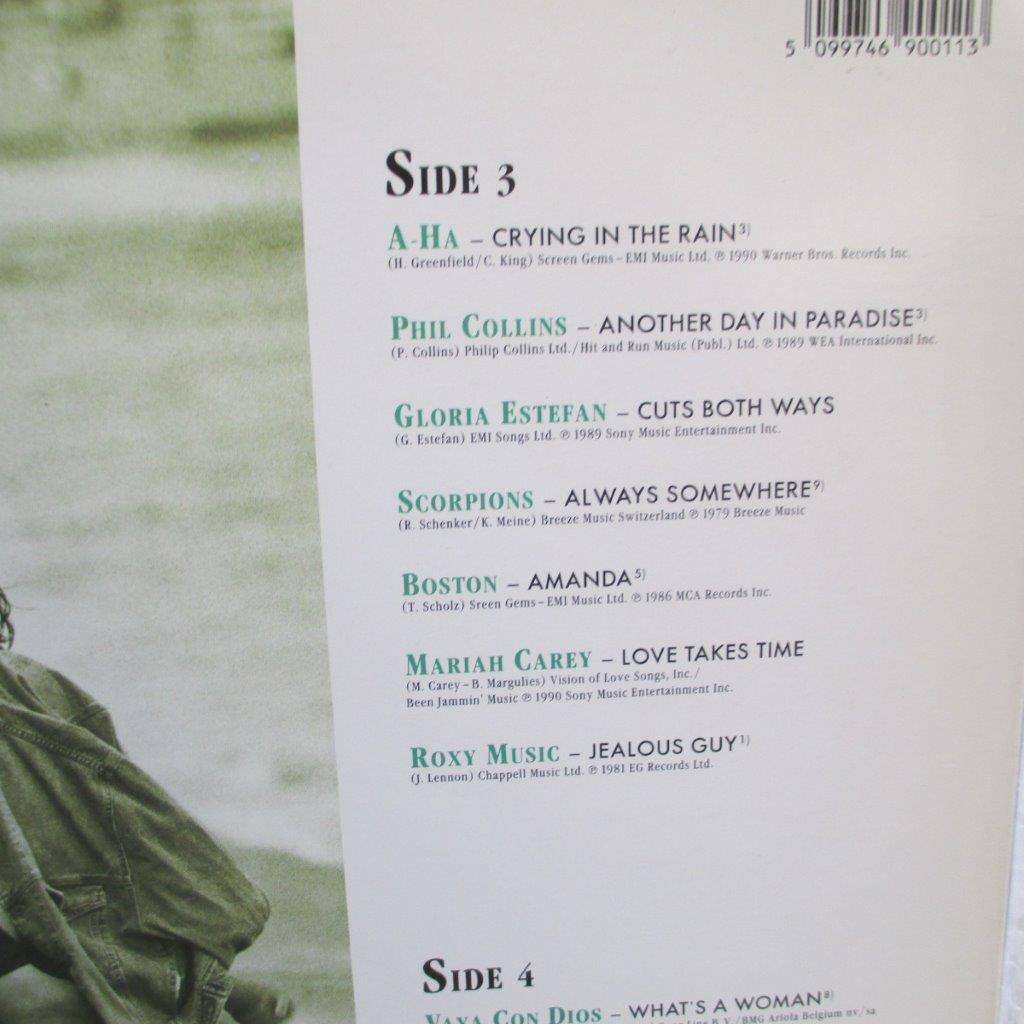 5 099746 900113
SIDE 3
A-HA – CRYING IN THE RAIN³⁾
(H. Greenfield/C. King) Screen Gems–EMI Music Ltd. ℗ 1990 Warner Bros. Records Inc.
PHIL COLLINS – ANOTHER DAY IN PARADISE³⁾
(P. Collins) Philip Collins Ltd./Hit and Run Music (Publ.) Ltd. ℗ 1989 WEA International Inc.
GLORIA ESTEFAN – CUTS BOTH WAYS
(G. Estefan) EMI Songs Ltd. ℗ 1989 Sony Music Entertainment Inc.
SCORPIONS – ALWAYS SOMEWHERE⁹⁾
(R. Schenker/K. Meine) Breeze Music Switzerland ℗ 1979 Breeze Music
BOSTON – AMANDA⁵⁾
(T. Scholz) Sreen Gems–EMI Music Ltd. ℗ 1986 MCA Records Inc.
MARIAH CAREY – LOVE TAKES TIME
(M. Carey–B. Margulies) Vision of Love Songs, Inc./
Been Jammin' Music ℗ 1990 Sony Music Entertainment Inc.
ROXY MUSIC – JEALOUS GUY¹⁾
(J. Lennon) Chappell Music Ltd. ℗ 1981 EG Records Ltd.
SIDE 4
VAYA CON DIOS – WHAT'S A WOMAN⁸⁾
B.V./BMG Ariola Belgium nv/sa